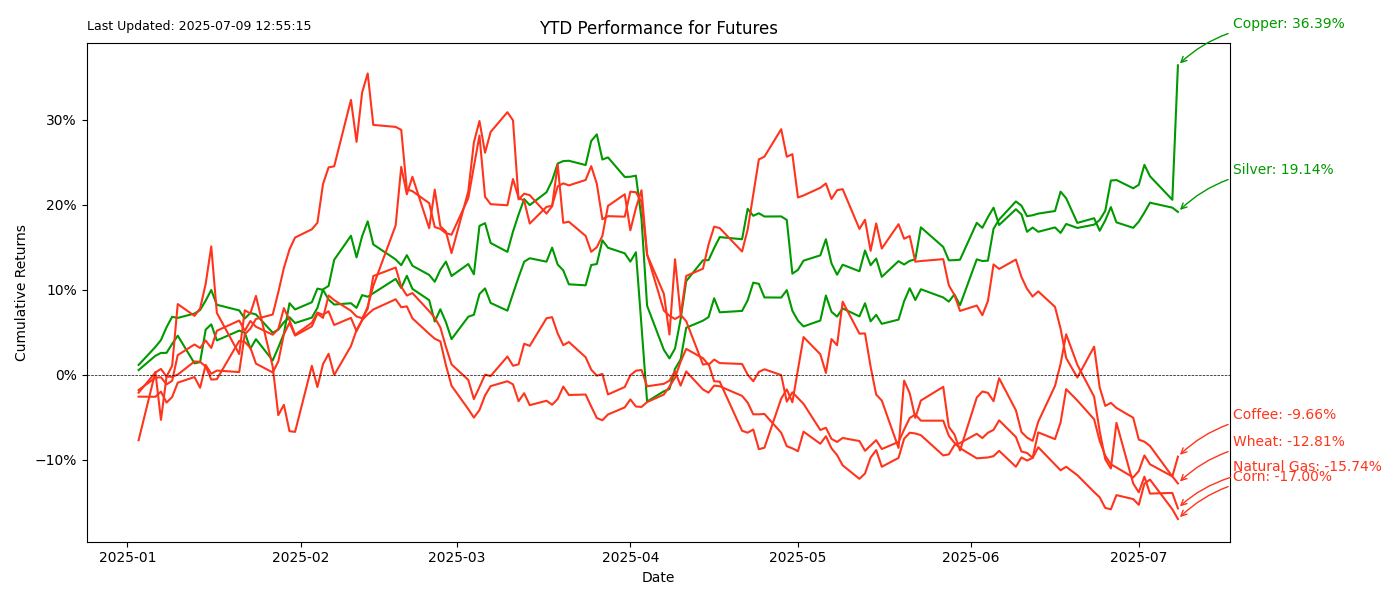 Last Updated: 2025-07-09 12:55:15
YTD Performance for Futures
Copper: 36.39%
Silver: 19.14%
Coffee: -9.66%
Wheat: -12.81%
Natural Gas: -15.74%
Corn: -17.00%
Cumulative Returns
30%
20%
10%
0%
−10%
2025-01
2025-02
2025-03
2025-04
2025-05
2025-06
2025-07
Date